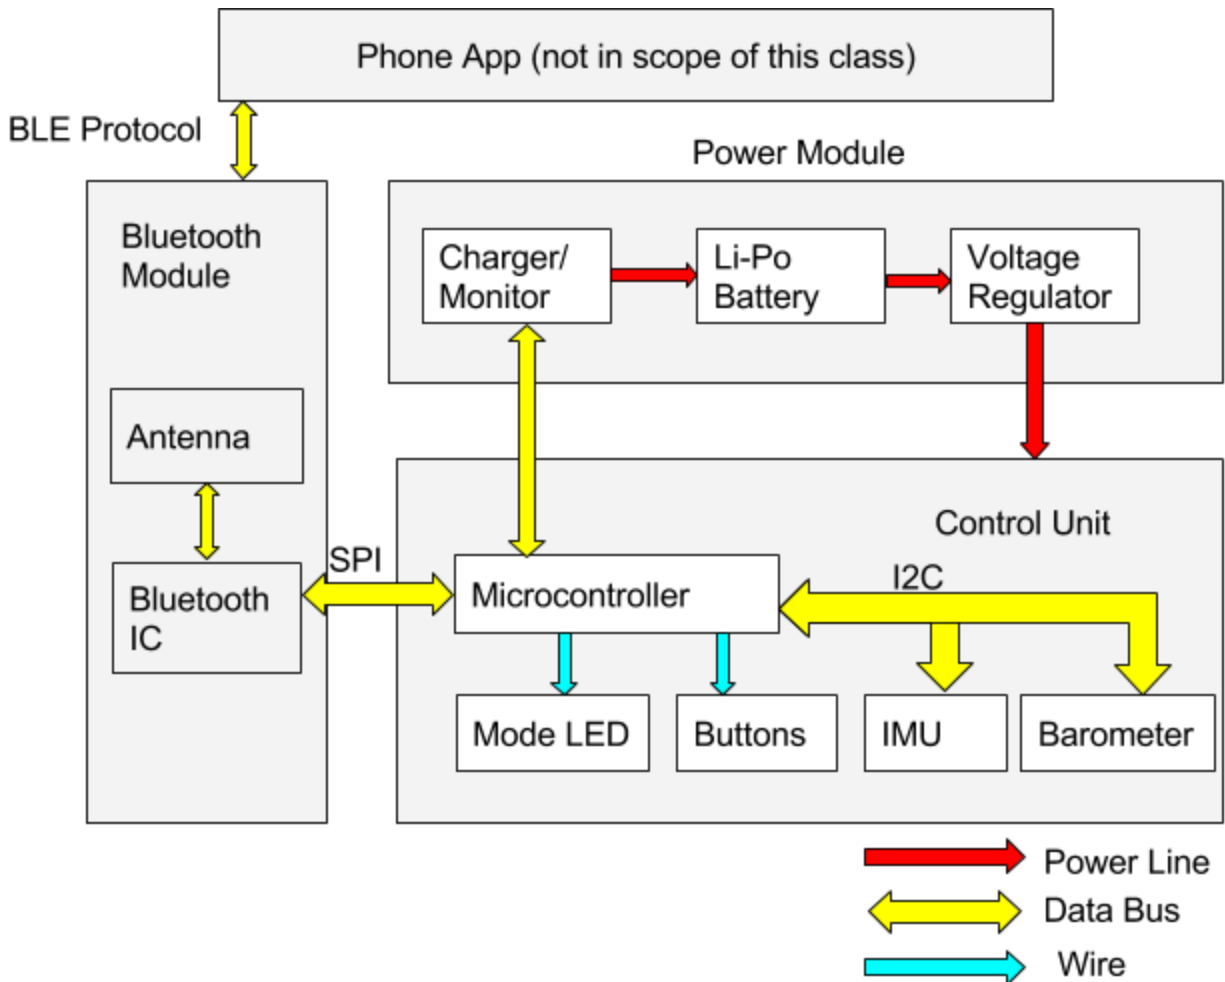 Phone App (not in scope of this class)
BLE Protocol
Power Module
Bluetooth
Module
Charger/
Monitor
Li-Po
Battery
Voltage
Regulator
Antenna
Control Unit
SPI
Bluetooth
IC
Microcontroller
I2C
Mode LED
Buttons
IMU
Barometer
Power Line
Data Bus
Wire